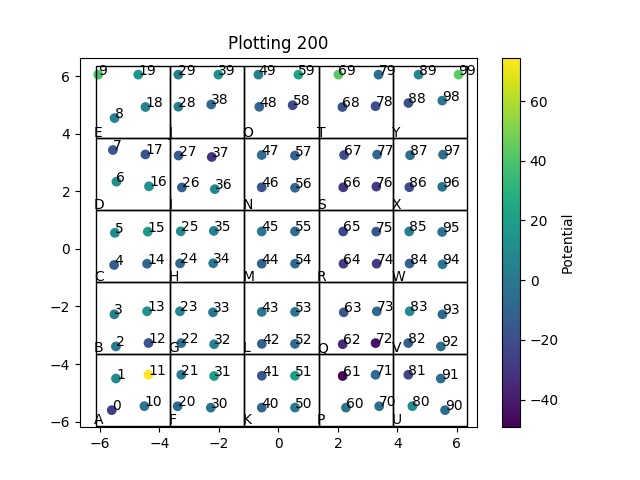 Plotting 200
6
9 19 29 39 49 59 69 79 89 99
8 18 28 38 48 58 68 78 88 98
4
E J O T Y
7 17 27 37 47 57 67 77 87 97
6 16 26 36 46 56 66 76 86 96
2
D I N S X
5 15 25 35 45 55 65 75 85 95
0
4 14 24 34 44 54 64 74 84 94
C H M R W
−2
3 13 23 33 43 53 63 73 83 93
2 12 22 32 42 52 62 72 82 92
B G L Q V
−4
1 11 21 31 41 51 61 71 81 91
0 10 20 30 40 50 60 70 80 90
−6
A F K P U
−6 −4 −2 0 2 4 6
60
40
20
0
−20
−40
Potential